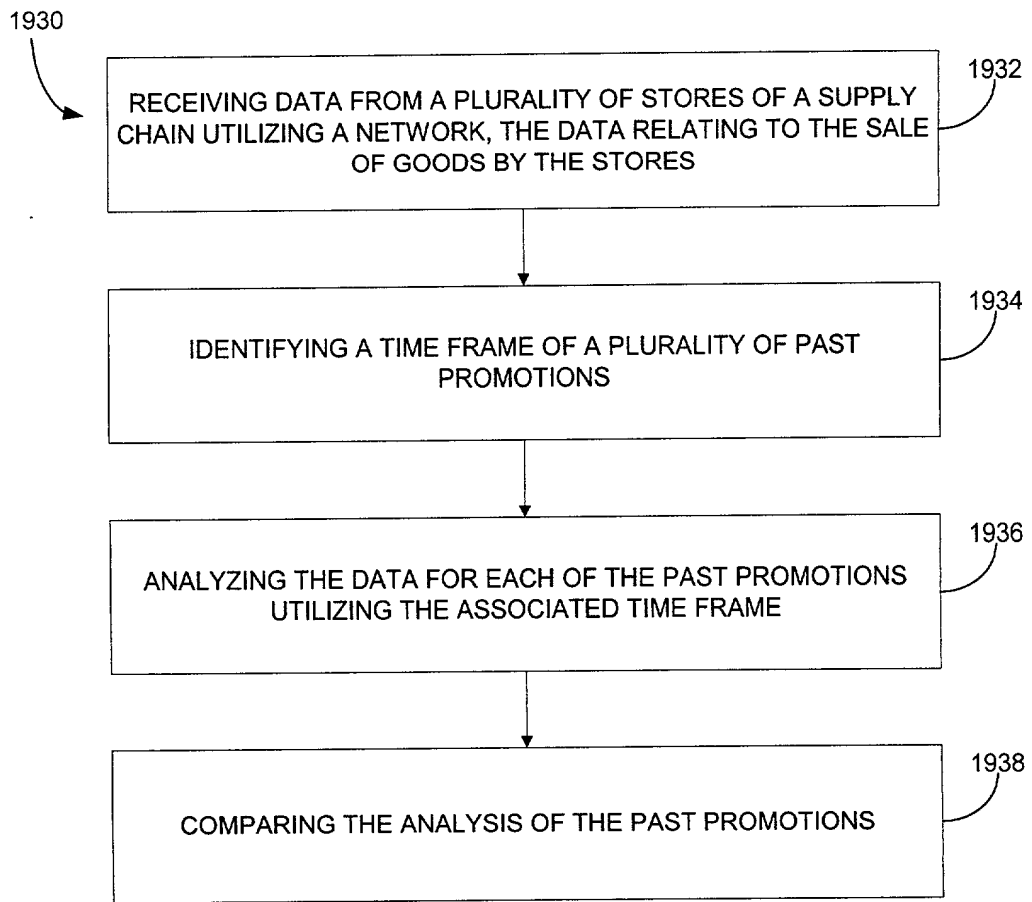 1930
1932
RECEIVING DATA FROM A PLURALITY OF STORES OF A SUPPLY
CHAIN UTILIZING A NETWORK, THE DATA RELATING TO THE SALE
OF GOODS BY THE STORES
1934
IDENTIFYING A TIME FRAME OF A PLURALITY OF PAST
PROMOTIONS
1936
ANALYZING THE DATA FOR EACH OF THE PAST PROMOTIONS
UTILIZING THE ASSOCIATED TIME FRAME
1938
COMPARING THE ANALYSIS OF THE PAST PROMOTIONS